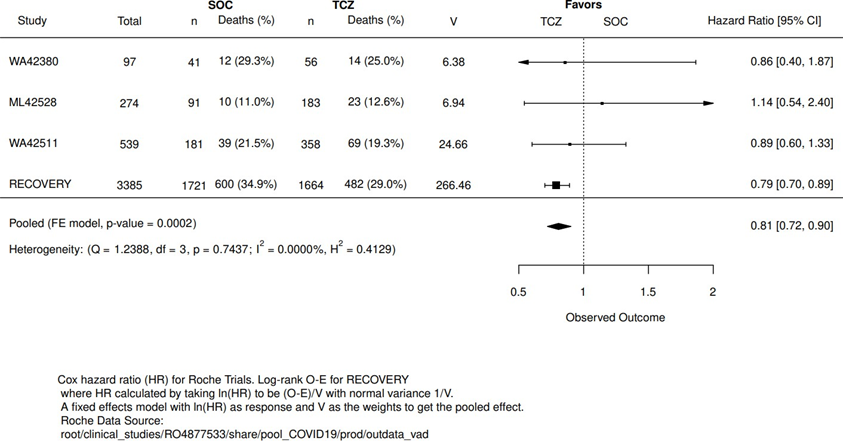 SOC TCZ Favors
Study Total n Deaths (%) n Deaths (%) V TCZ SOC Hazard Ratio [95% CI]
WA42380 97 41 12 (29.3%) 56 14 (25.0%) 6.38 0.86 [0.40, 1.87]
ML42528 274 91 10 (11.0%) 183 23 (12.6%) 6.94 1.14 [0.54, 2.40]
WA42511 539 181 39 (21.5%) 358 69 (19.3%) 24.66 0.89 [0.60, 1.33]
RECOVERY 3385 1721 600 (34.9%) 1664 482 (29.0%) 266.46 0.79 [0.70, 0.89]
Pooled (FE model, p-value = 0.0002) 0.81 [0.72, 0.90]
Heterogeneity: (Q = 1.2388, df = 3, p = 0.7437; I² = 0.0000%, H² = 0.4129)
0.5 1 1.5 2
Observed Outcome
Cox hazard ratio (HR) for Roche Trials. Log-rank O-E for RECOVERY
where HR calculated by taking ln(HR) to be (O-E)/V with normal variance 1/V.
A fixed effects model with ln(HR) as response and V as the weights to get the pooled effect.
Roche Data Source:
root/clinical_studies/RO4877533/share/pool_COVID19/prod/outdata_vad